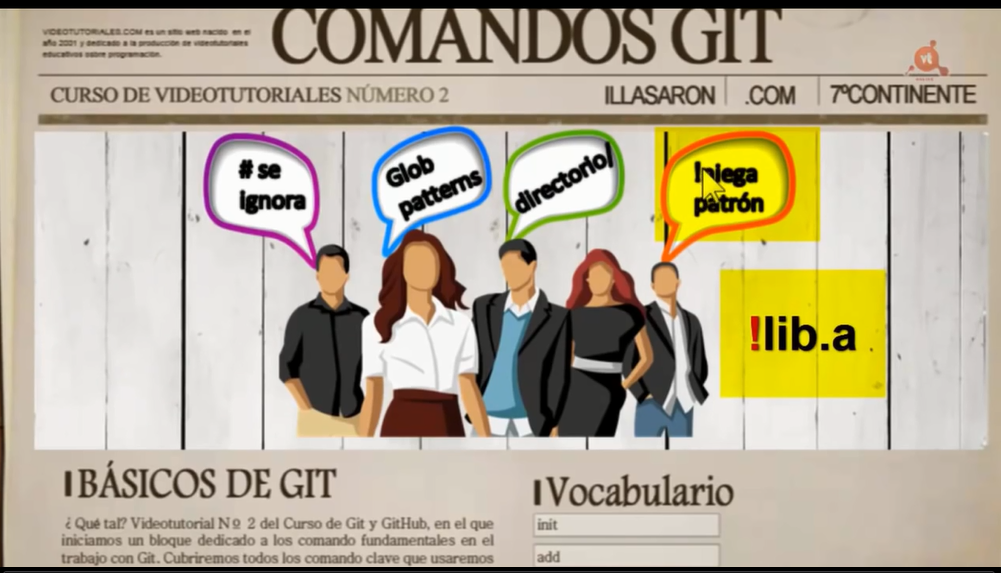 COMANDOS GIT
VIDEOTUTORIALES.COM es un sitio web nacido en el
año 2001 y dedicado a la producción de videotutoriales
educativos sobre programación.
CURSO DE VIDEOTUTORIALES NÚMERO 2
ILLASARON
.COM
7ºCONTINENTE
# se
ignora
Glob
patterns
directorio/
!niega
patrón
!lib.a
BÁSICOS DE GIT
¿ Qué tal? Videotutorial Nº 2 del Curso de Git y GitHub, en el que
iniciamos un bloque dedicado a los comando fundamentales en el
trabajo con Git. Cubriremos todos los comando clave que usaremos
Vocabulario
init
add